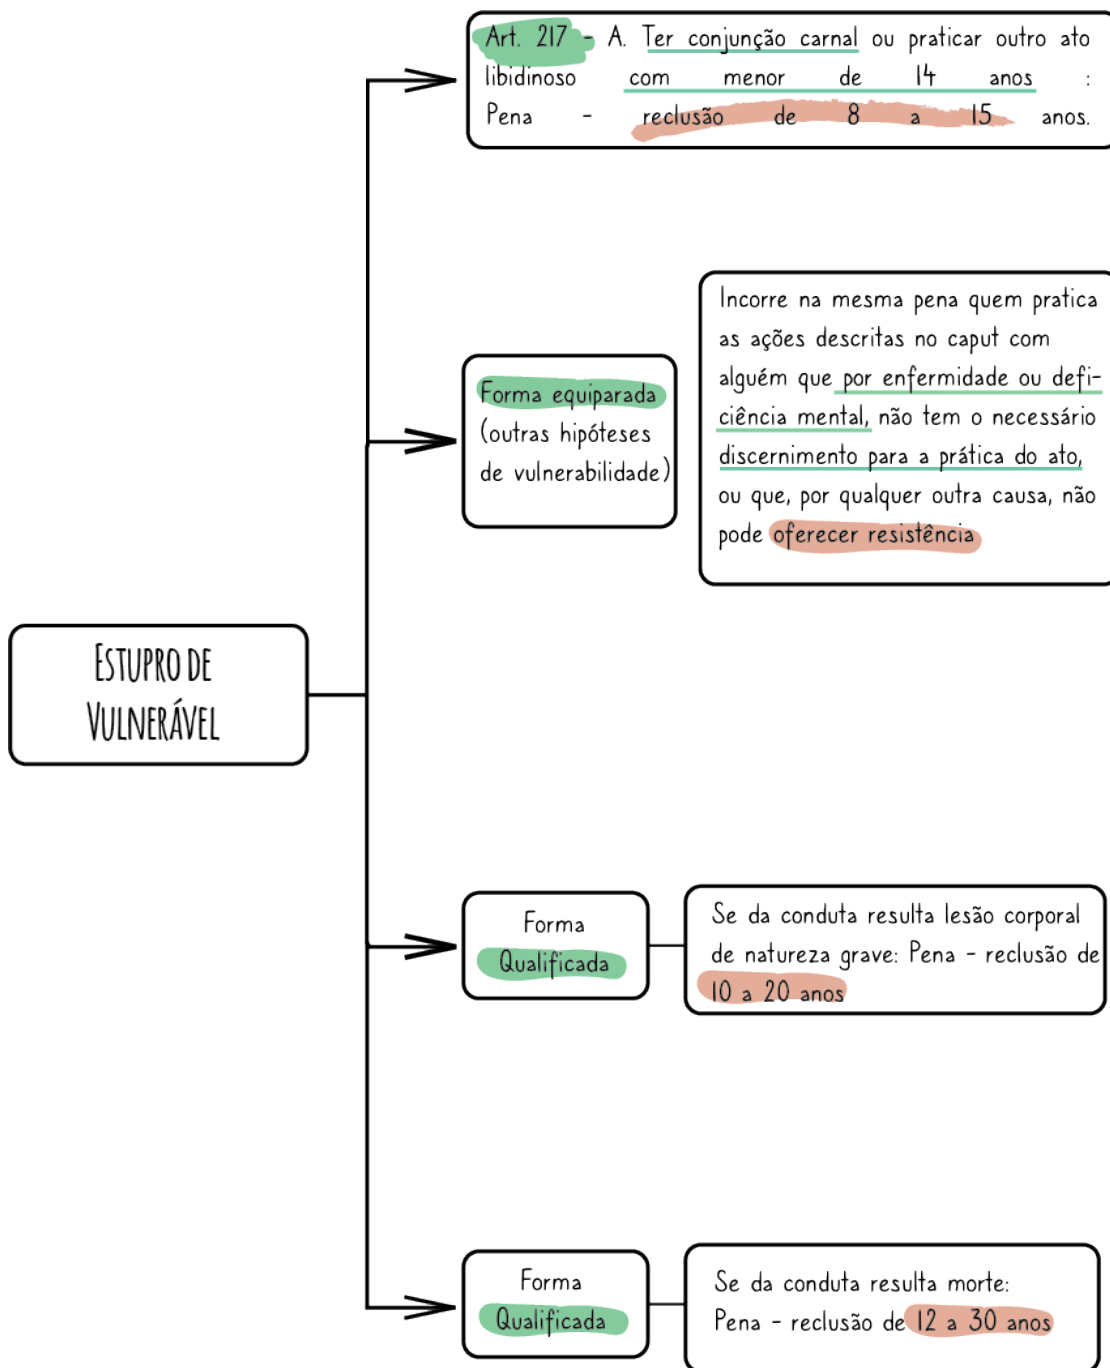 Art. 217 - A. Ter conjunção carnal ou praticar outro ato
libidinoso com menor de 14 anos :
Pena - reclusão de 8 a 15 anos.
Forma equiparada
(outras hipóteses
de vulnerabilidade)
Incorre na mesma pena quem pratica
as ações descritas no caput com
alguém que por enfermidade ou defi-
ciência mental, não tem o necessário
discernimento para a prática do ato,
ou que, por qualquer outra causa, não
pode oferecer resistência
ESTUPRO DE
VULNERÁVEL
Forma
Qualificada
Se da conduta resulta lesão corporal
de natureza grave: Pena - reclusão de
10 a 20 anos
Forma
Qualificada
Se da conduta resulta morte:
Pena - reclusão de 12 a 30 anos